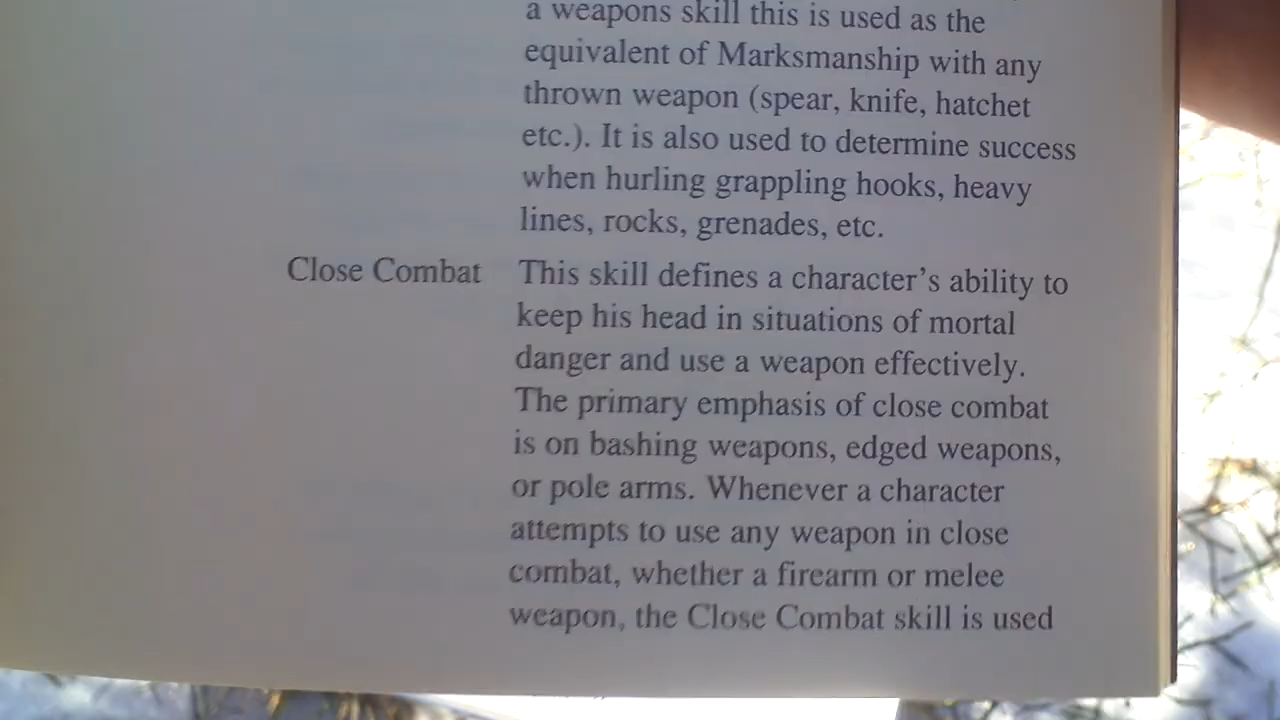 a weapons skill this is used as the
equivalent of Marksmanship with any
thrown weapon (spear, knife, hatchet
etc.). It is also used to determine success
when hurling grappling hooks, heavy
lines, rocks, grenades, etc.
Close Combat This skill defines a character's ability to
keep his head in situations of mortal
danger and use a weapon effectively.
The primary emphasis of close combat
is on bashing weapons, edged weapons,
or pole arms. Whenever a character
attempts to use any weapon in close
combat, whether a firearm or melee
weapon, the Close Combat skill is used